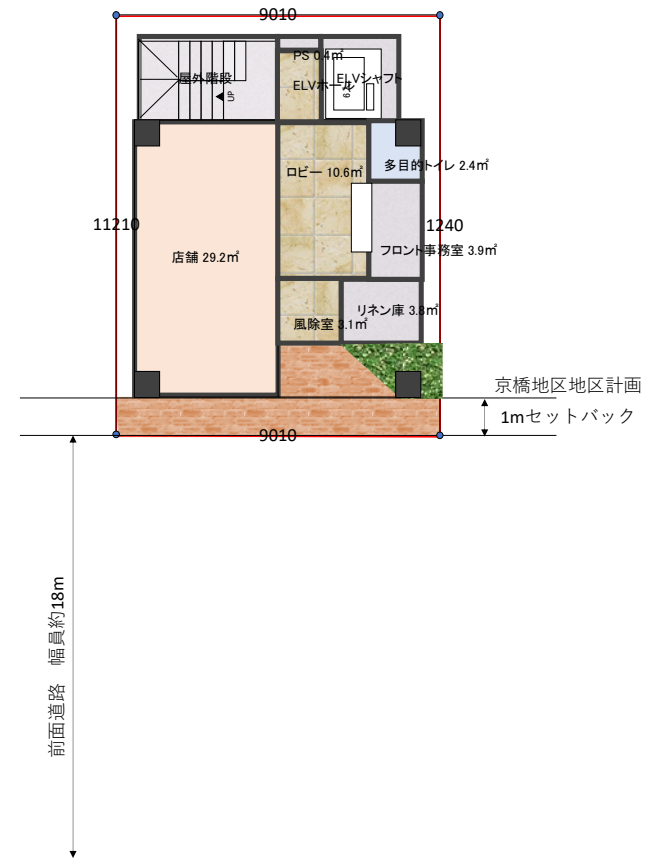 9010
PS 0.4㎡
屋外階段
ELVホール
ELVシャフト
UP
ロビー 10.6㎡
多目的トイレ 2.4㎡
11210
1240
店舗 29.2㎡
フロント事務室 3.9㎡
リネン庫 3.8㎡
風除室 3.1㎡
京橋地区地区計画
1mセットバック
9010
前面道路 幅員約18m